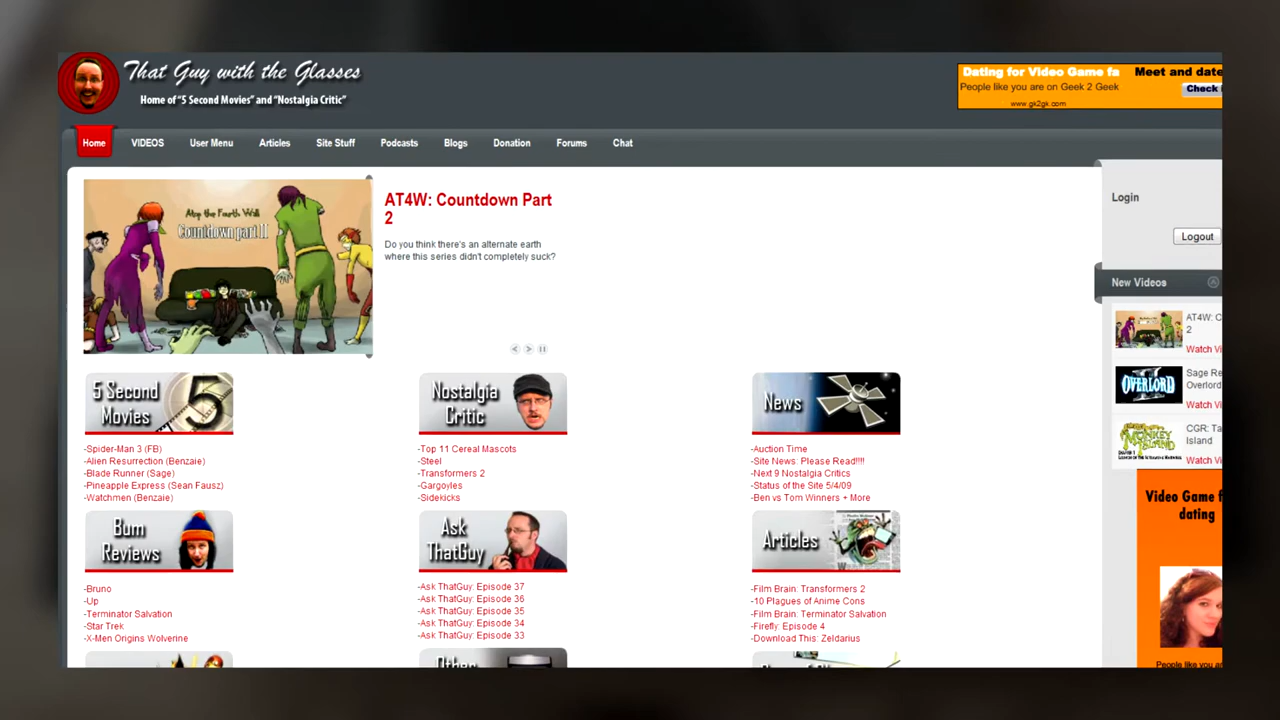 That Guy with the Glasses
Home of "5 Second Movies" and "Nostalgia Critic"
Dating for Video Game fa
Meet and date
People like you are on Geek 2 Geek
Check
www.gk2gk.com
Home
VIDEOS
User Menu
Articles
Site Stuff
Podcasts
Blogs
Donation
Forums
Chat
Atop the Fourth Wall
Countdown part II
AT4W: Countdown Part
2
Do you think there's an alternate earth
where this series didn't completely suck?
Login
Logout
New Videos
AT4W: C
2
Watch Vi
OVERLORD
II
Sage Re
Overlord
Watch Vi
MONKEY
ISLAND
CGR: Ta
Island
Watch Vi
Video Game f
dating
People like you a
5 Second
Movies
5
-Spider-Man 3 (FB)
-Alien Resurrection (Benzaie)
-Blade Runner (Sage)
-Pineapple Express (Sean Fausz)
-Watchmen (Benzaie)
Nostalgia
Critic
-Top 11 Cereal Mascots
-Steel
-Transformers 2
-Gargoyles
-Sidekicks
News
-Auction Time
-Site News: Please Read!!!!
-Next 9 Nostalgia Critics
-Status of the Site 5/4/09
-Ben vs Tom Winners + More
Bum
Reviews
-Bruno
-Up
-Terminator Salvation
-Star Trek
-X-Men Origins Wolverine
Ask
ThatGuy
-Ask ThatGuy: Episode 37
-Ask ThatGuy: Episode 36
-Ask ThatGuy: Episode 35
-Ask ThatGuy: Episode 34
-Ask ThatGuy: Episode 33
Articles
-Film Brain: Transformers 2
-10 Plagues of Anime Cons
-Film Brain: Terminator Salvation
-Firefly: Episode 4
-Download This: Zeldarius
Other